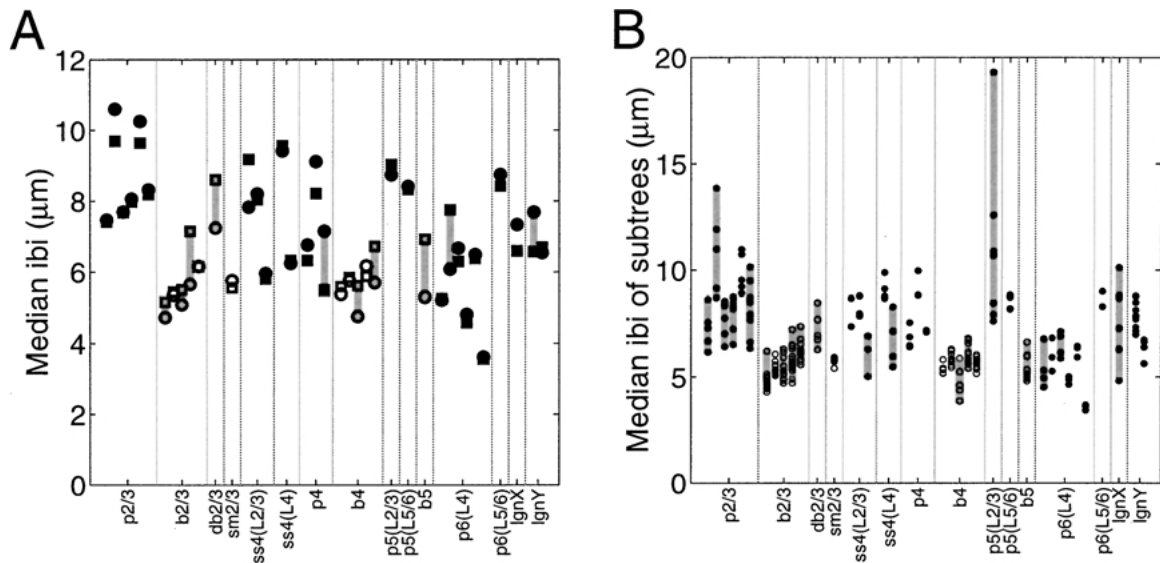 A
Median ibi (μm)
12
10
8
6
4
2
0
p2/3
b2/3
db2/3
sm2/3
ss4(L2/3)
ss4(L4)
p4
b4
p5(L2/3)
p5(L5/6)
b5
p6(L4)
p6(L5/6)
lgnX
lgnY
B
Median ibi of subtrees (μm)
20
15
10
5
0
p2/3
b2/3
db2/3
sm2/3
ss4(L2/3)
ss4(L4)
p4
b4
p5(L2/3)
p5(L5/6)
b5
p6(L4)
p6(L5/6)
lgnX
lgnY